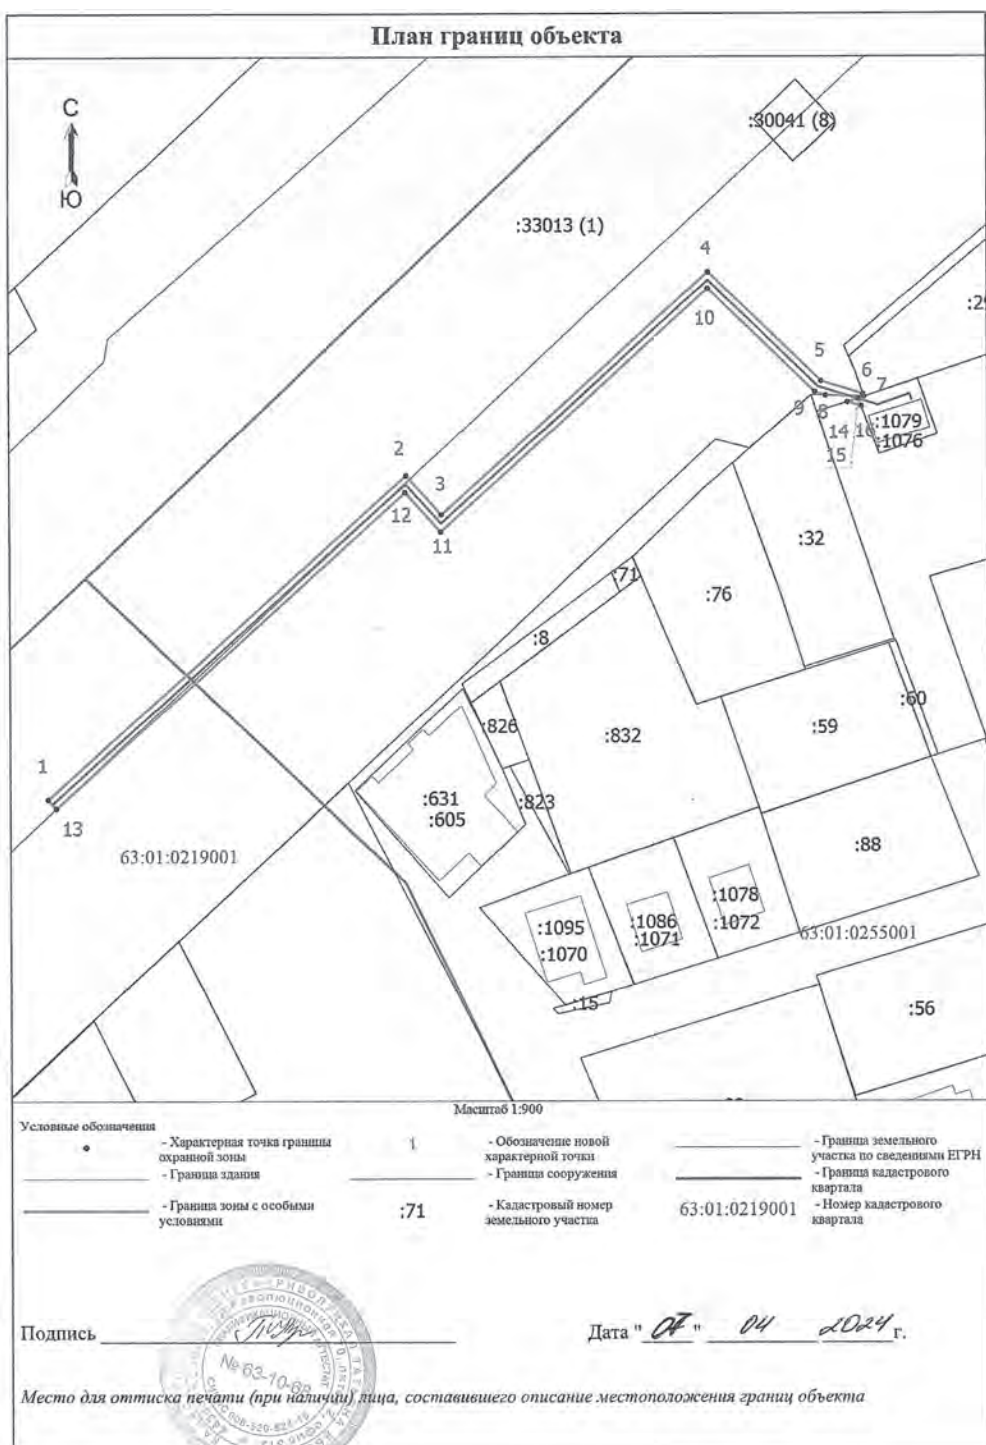 План границ объекта
С
Ю
:30041 (8)
:33013 (1)
4
10
5
6
7
9
8
14
16
15
:1079
:1076
2
3
12
11
:32
:71
:76
:8
:60
:826
:832
:59
1
13
:631
:605
:823
63:01:0219001
:88
:1078
:1072
:1095
:1070
:1086
:1071
63:01:0255001
:15
:56
Масштаб 1:900
Условные обозначения
- Характерная точка границы
охранной зоны
1
- Обозначение новой
характерной точки
- Граница земельного
участка по сведениями ЕГРН
- Граница здания
- Граница сооружения
- Граница кадастрового
квартала
- Граница зоны с особыми
условиями
:71
- Кадастровый номер
земельного участка
63:01:0219001
- Номер кадастрового
квартала
Подпись
№ 63-10-66
Дата " 07 " 04 2024 г.
Место для оттиска печати (при наличии) лица, составившего описание местоположения границ объекта